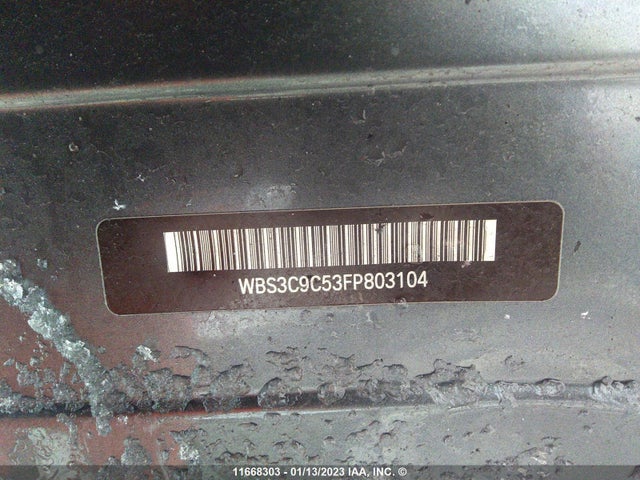 WBS3C9C53FP803104
11668303 - 01/13/2023 IAA, INC. ©